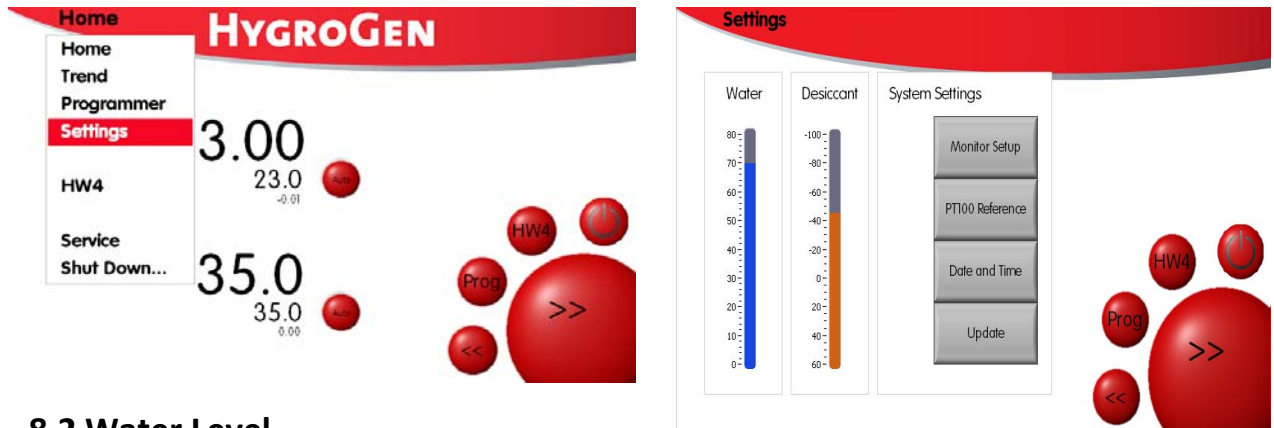 Home
HYGROGEN
Home
Trend
Programmer
Settings
HW4
Service
Shut Down...
3.00
23.0
-0.01
Auto
35.0
35.0
0.00
Auto
HW4
Prog
>>
<<
Settings
Water
80
70
60
50
40
30
20
10
0
Desiccant
-100
-80
-60
-40
-20
0
20
40
60
System Settings
Monitor Setup
PT100 Reference
Date and Time
Update
HW4
Prog
>>
<<
8.2 Water Level